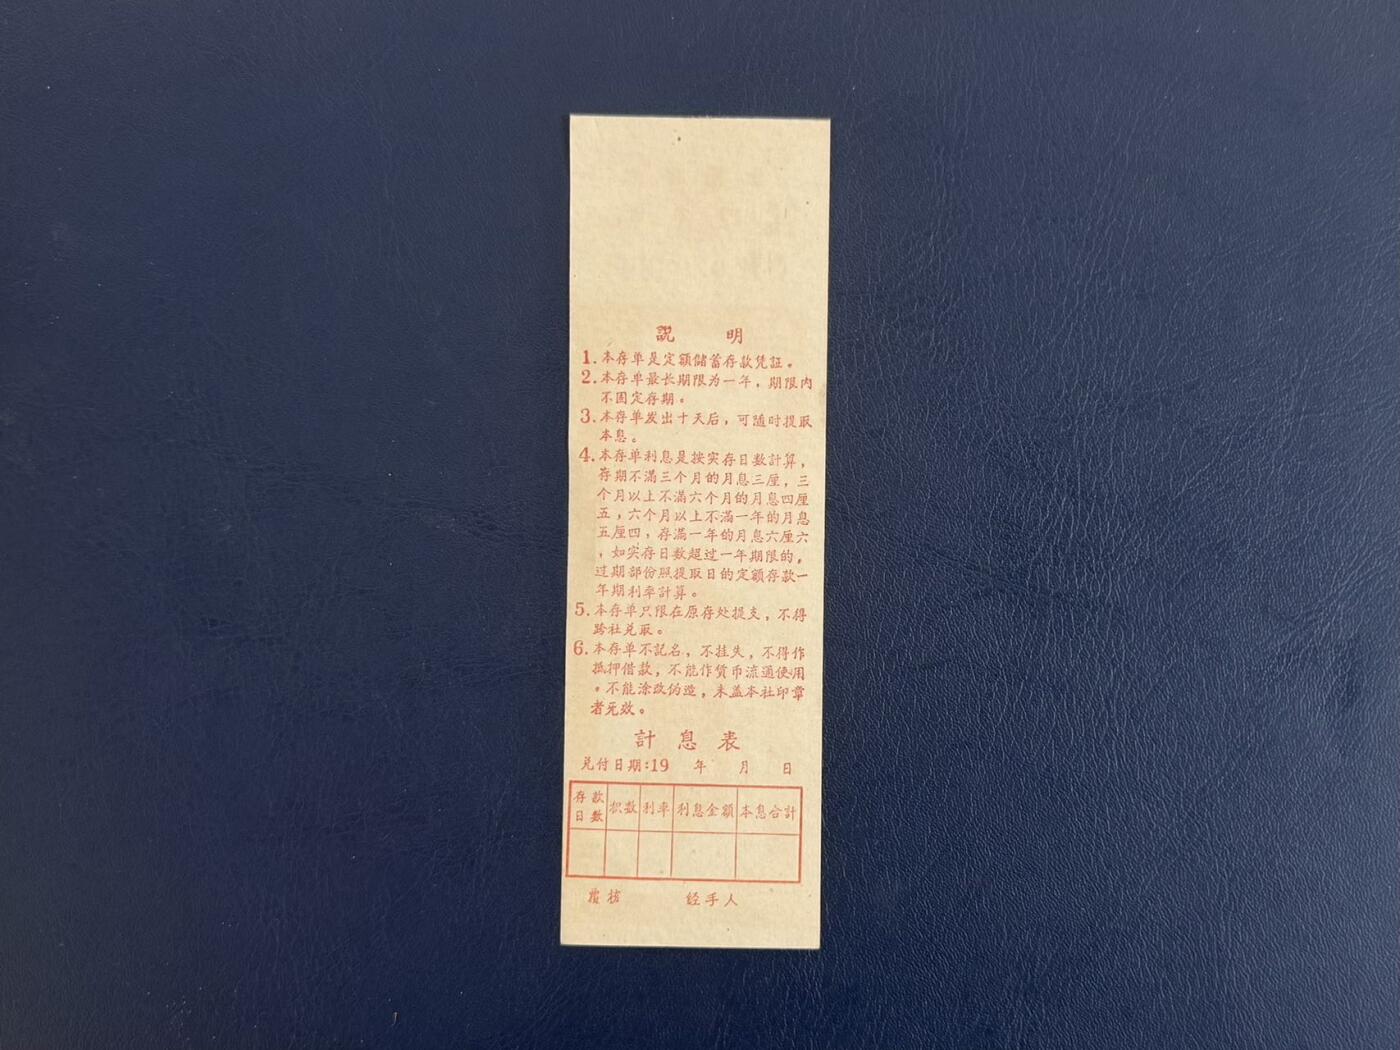 説 明
1.本存单是定額儲蓄存款凭証。
2.本存单最长期限为一年，期限内
不固定存期。
3.本存单发出十天后，可随时提取
本息。
4.本存单利息是按实存日数計算，
存期不滿三个月的月息三厘，三
个月以上不滿六个月的月息四厘
五，六个月以上不滿一年的月息
五厘四，存滿一年的月息六厘六
，如实存日数超过一年期限的，
过期部份照提取日的定額存款一
年期利率計算。
5.本存单只限在原存处提支，不得
跨社兑取。
6.本存单不記名，不挂失，不得作
抵押借款，不能作貨币流通使用
。不能涂改伪造，未盖本社印章
者无效。
計息表
兑付日期:19 年 月 日
存款日数 积数 利率 利息金額 本息合計
覆核 经手人